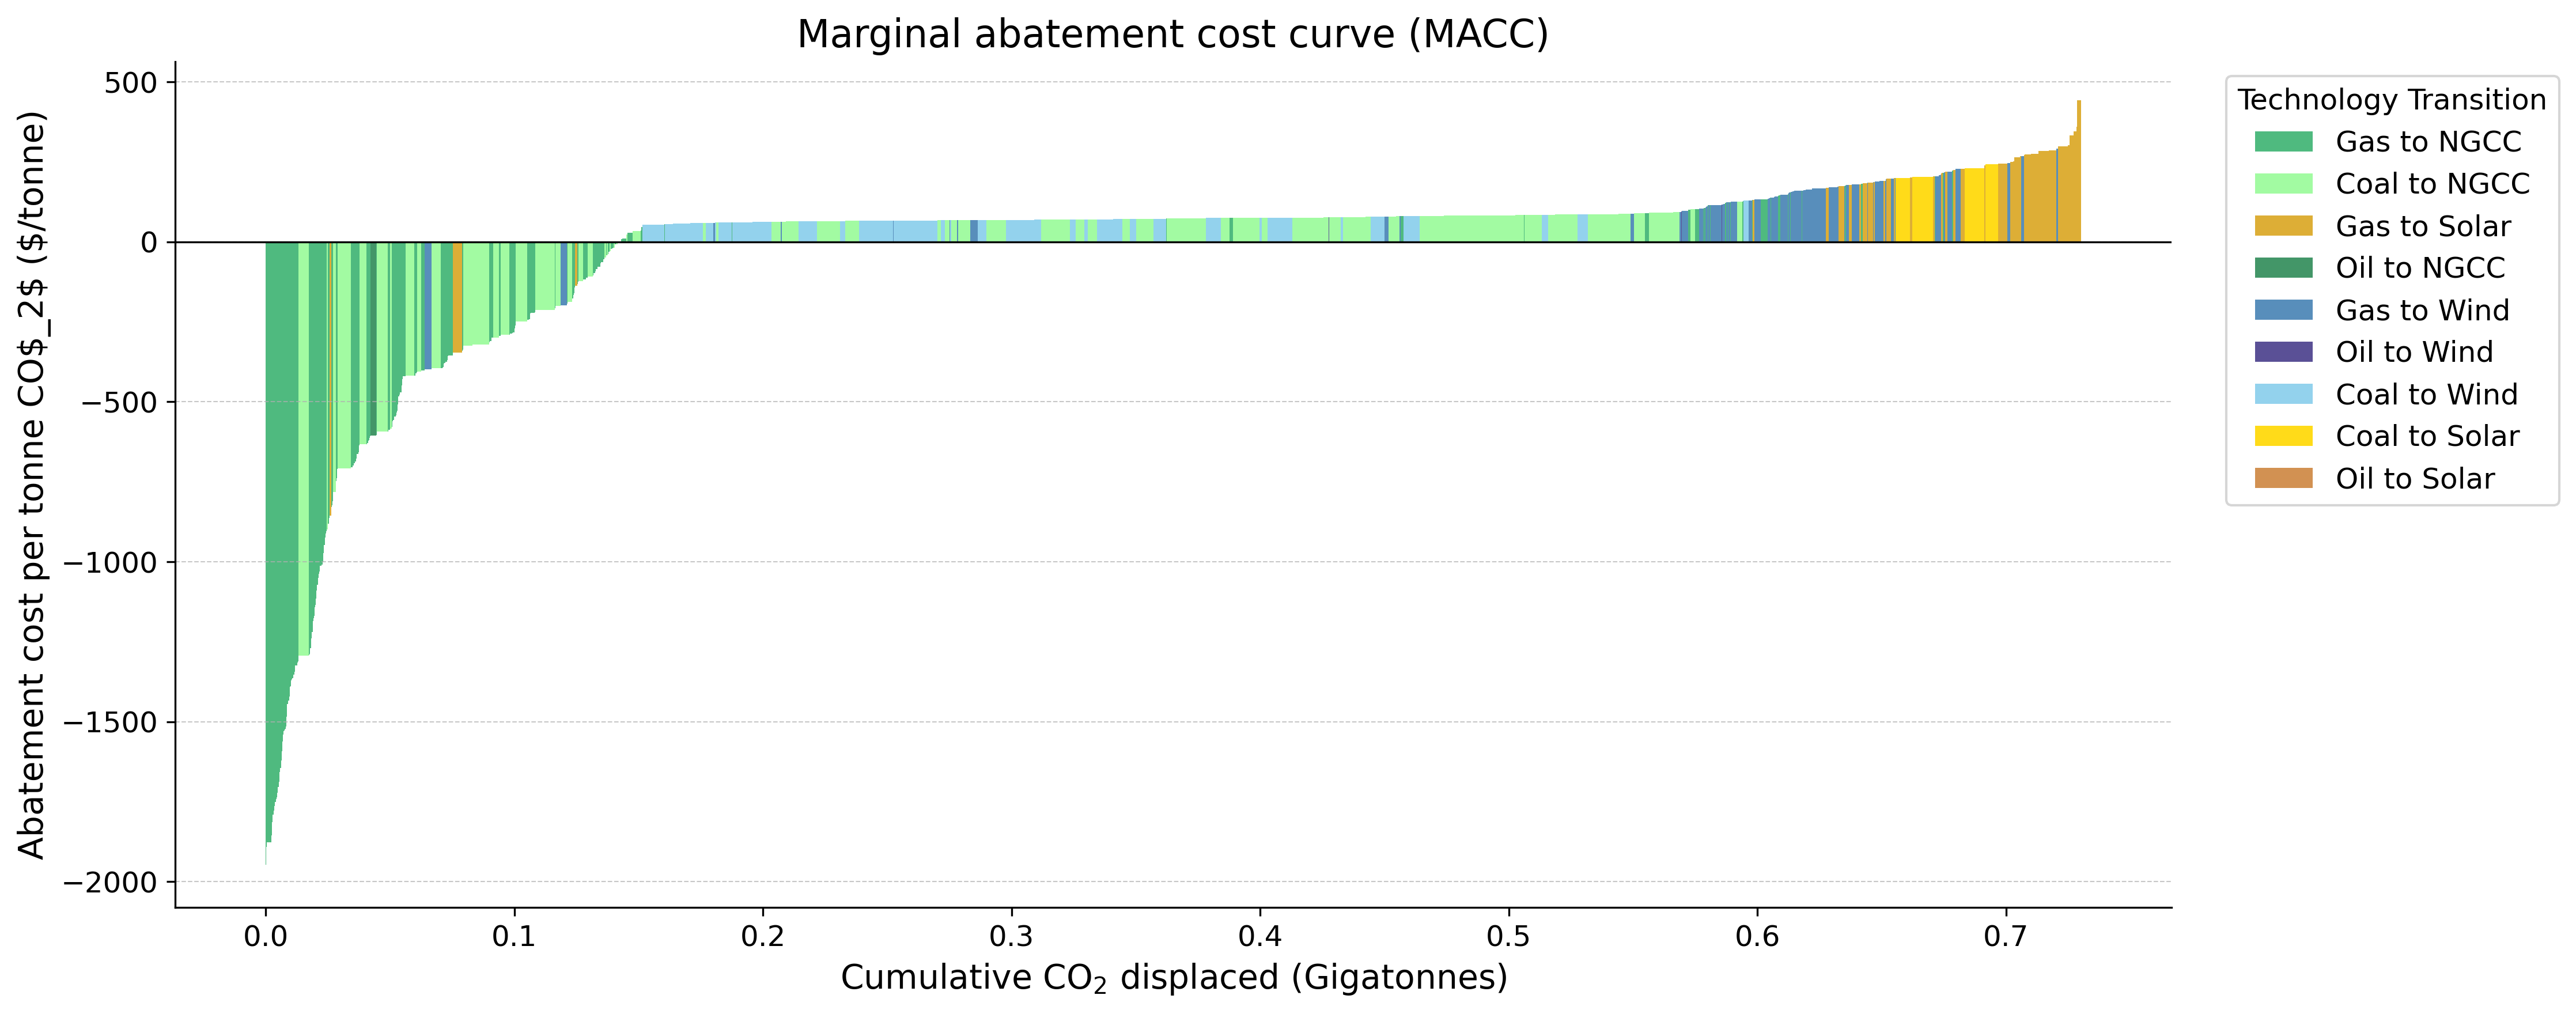 Marginal abatement cost curve (MACC)
Abatement cost per tonne CO$_2$ ($/tonne)
500
0
−500
−1000
−1500
−2000
0.0 0.1 0.2 0.3 0.4 0.5 0.6 0.7
Cumulative CO₂ displaced (Gigatonnes)
Technology Transition
Gas to NGCC
Coal to NGCC
Gas to Solar
Oil to NGCC
Gas to Wind
Oil to Wind
Coal to Wind
Coal to Solar
Oil to Solar